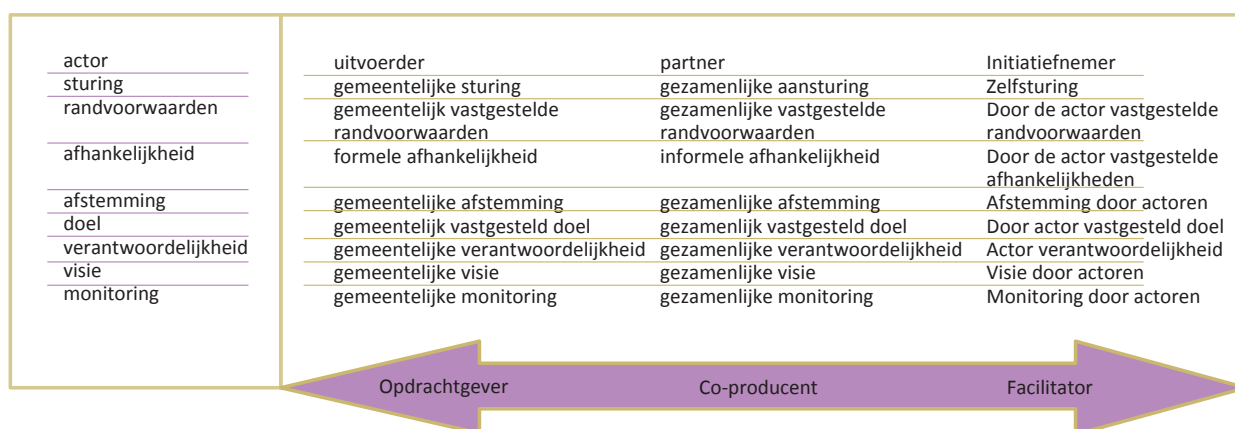 actor uitvoerder partner Initiatiefnemer
sturing gemeentelijke sturing gezamenlijke aansturing Zelfsturing
randvoorwaarden gemeentelijk vastgestelde gezamenlijke vastgestelde Door de actor vastgestelde
randvoorwaarden randvoorwaarden randvoorwaarden
afhankelijkheid formele afhankelijkheid informele afhankelijkheid Door de actor vastgestelde
afhankelijkheden
afstemming gemeentelijke afstemming gezamenlijke afstemming Afstemming door actoren
doel gemeentelijk vastgesteld doel gezamenlijk vastgesteld doel Door actor vastgesteld doel
verantwoordelijkheid gemeentelijke verantwoordelijkheid gezamenlijke verantwoordelijkheid Actor verantwoordelijkheid
visie gemeentelijke visie gezamenlijke visie Visie door actoren
monitoring gemeentelijke monitoring gezamenlijke monitoring Monitoring door actoren
Opdrachtgever Co-producent Facilitator